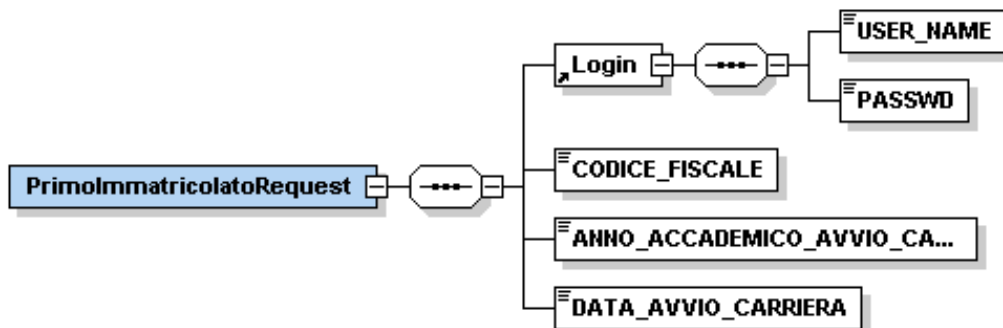 USER_NAME
Login
PASSWD
CODICE_FISCALE
PrimoImmatricolatoRequest
ANNO_ACCADEMICO_AVVIO_CA...
DATA_AVVIO_CARRIERA